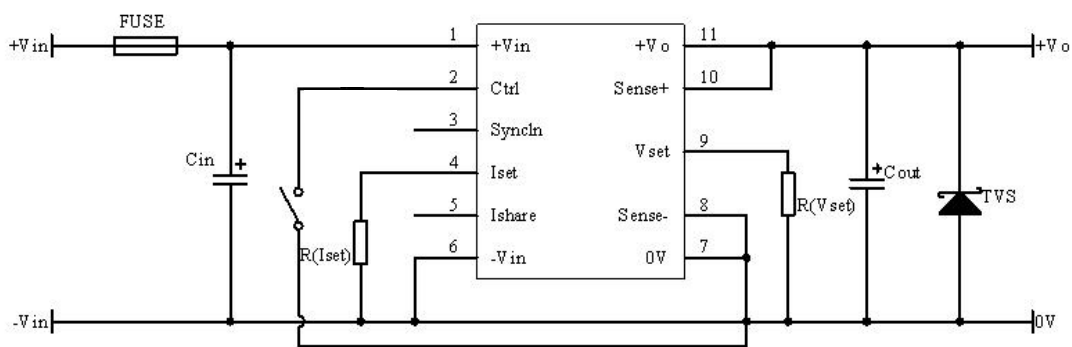 FUSE
+Vin
1
+Vin
+Vo
11
+Vo
2
Ctrl
Sense+
10
3
SyncIn
Cin
+
4
Iset
Vset
9
+
Cout
R(Vset)
TVS
5
Ishare
Sense-
8
R(Iset)
6
-Vin
0V
7
-Vin
0V